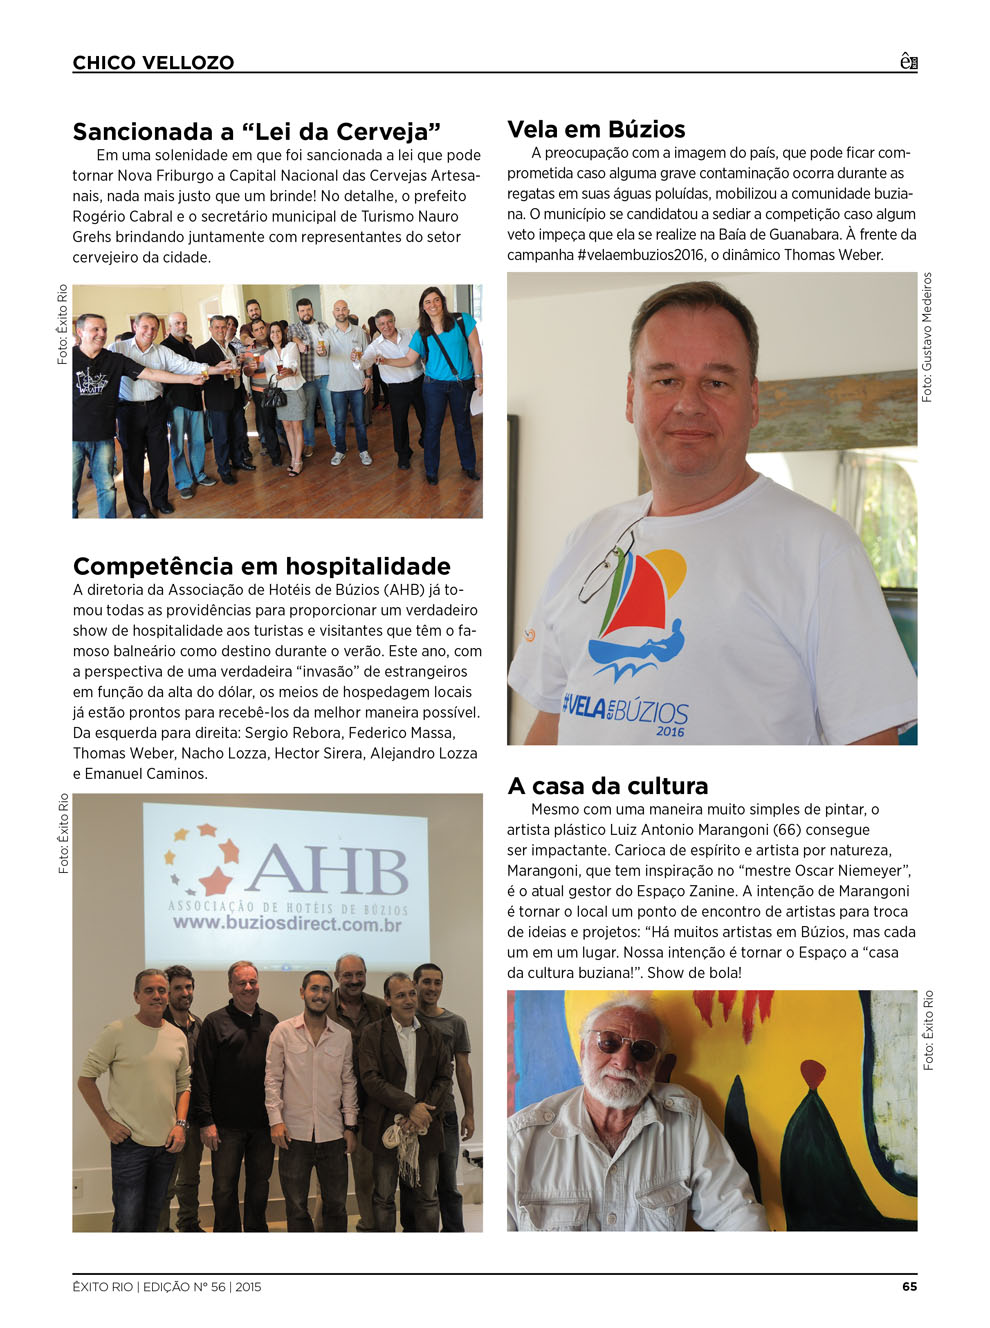 CHICO VELLOZO
ê
Sancionada a “Lei da Cerveja”
Em uma solenidade em que foi sancionada a lei que pode
tornar Nova Friburgo a Capital Nacional das Cervejas Artesa-
nais, nada mais justo que um brinde! No detalhe, o prefeito
Rogério Cabral e o secretário municipal de Turismo Nauro
Grehs brindando juntamente com representantes do setor
cervejeiro da cidade.
Foto: Êxito Rio
Competência em hospitalidade
A diretoria da Associação de Hotéis de Búzios (AHB) já to-
mou todas as providências para proporcionar um verdadeiro
show de hospitalidade aos turistas e visitantes que têm o fa-
moso balneário como destino durante o verão. Este ano, com
a perspectiva de uma verdadeira “invasão” de estrangeiros
em função da alta do dólar, os meios de hospedagem locais
já estão prontos para recebê-los da melhor maneira possível.
Da esquerda para direita: Sergio Rebora, Federico Massa,
Thomas Weber, Nacho Lozza, Hector Sirera, Alejandro Lozza
e Emanuel Caminos.
Foto: Êxito Rio
AHB
ASSOCIAÇÃO DE HOTÉIS DE BÚZIOS
www.buziosdirect.com.br
Vela em Búzios
A preocupação com a imagem do país, que pode ficar com-
prometida caso alguma grave contaminação ocorra durante as
regatas em suas águas poluídas, mobilizou a comunidade buzia-
na. O município se candidatou a sediar a competição caso algum
veto impeça que ela se realize na Baía de Guanabara. À frente da
campanha #velaembuzios2016, o dinâmico Thomas Weber.
Foto: Gustavo Medeiros
#VELA em BÚZIOS
2016
A casa da cultura
Mesmo com uma maneira muito simples de pintar, o
artista plástico Luiz Antonio Marangoni (66) consegue
ser impactante. Carioca de espírito e artista por natureza,
Marangoni, que tem inspiração no “mestre Oscar Niemeyer”,
é o atual gestor do Espaço Zanine. A intenção de Marangoni
é tornar o local um ponto de encontro de artistas para troca
de ideias e projetos: “Há muitos artistas em Búzios, mas cada
um em um lugar. Nossa intenção é tornar o Espaço a “casa
da cultura buziana!”. Show de bola!
Foto: Êxito Rio
ÊXITO RIO | EDIÇÃO N° 56 | 2015
65